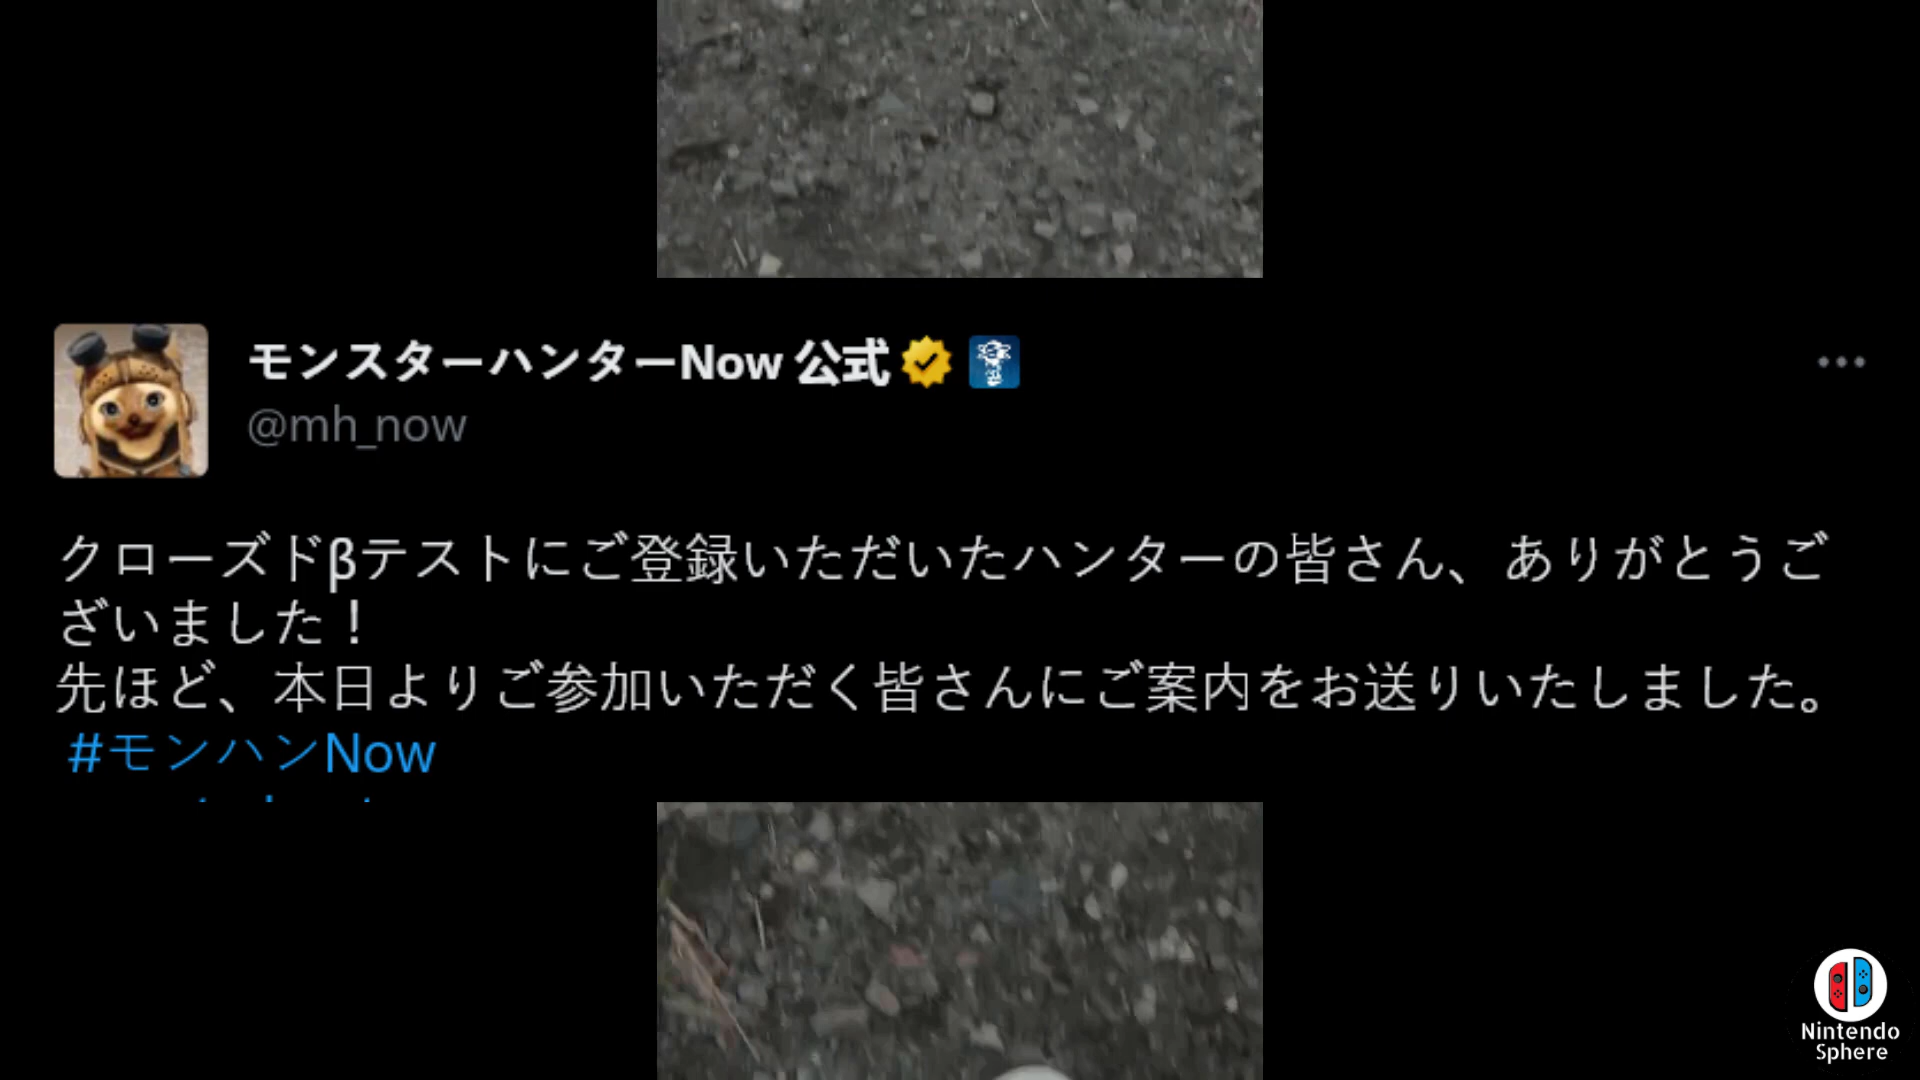 モンスターハンターNow 公式
@mh_now
クローズドβテストにご登録いただいたハンターの皆さん、ありがとうご
ざいました！
先ほど、本日よりご参加いただく皆さんにご案内をお送りいたしました。
#モンハンNow
Nintendo
Sphere